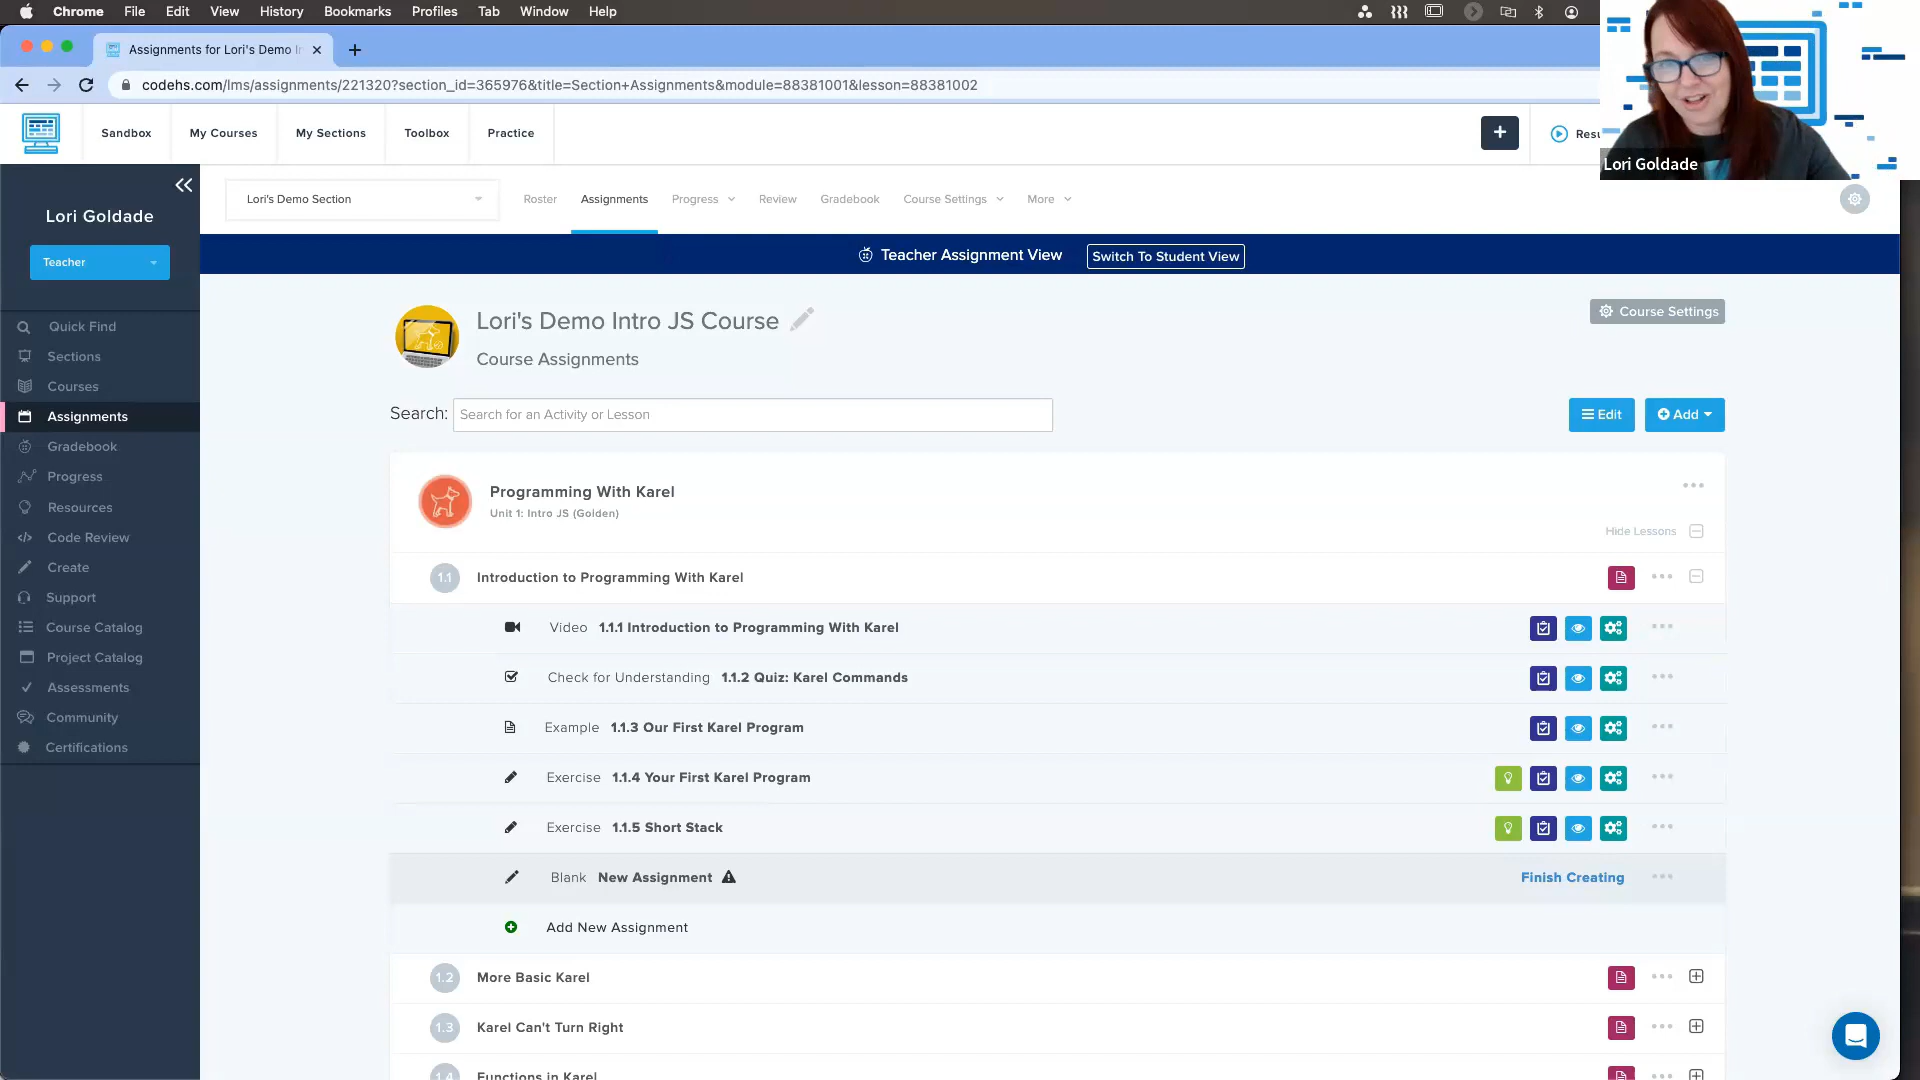 Chrome File Edit View History Bookmarks Profiles Tab Window Help
Assignments for Lori's Demo In
codehs.com/lms/assignments/221320?section_id=365976&title=Section+Assignments&module=88381001&lesson=88381002
Sandbox My Courses My Sections Toolbox Practice
Lori Goldade
Lori Goldade
Teacher
Quick Find
Sections
Courses
Assignments
Gradebook
Progress
Resources
Code Review
Create
Support
Course Catalog
Project Catalog
Assessments
Community
Certifications
Lori's Demo Section Roster Assignments Progress Review Gradebook Course Settings More
Teacher Assignment View Switch To Student View
Lori's Demo Intro JS Course
Course Settings
Course Assignments
Search: Search for an Activity or Lesson Edit Add
Programming With Karel
Unit 1: Intro JS (Golden)
Hide Lessons
1.1 Introduction to Programming With Karel
Video 1.1.1 Introduction to Programming With Karel
Check for Understanding 1.1.2 Quiz: Karel Commands
Example 1.1.3 Our First Karel Program
Exercise 1.1.4 Your First Karel Program
Exercise 1.1.5 Short Stack
Blank New Assignment Finish Creating
Add New Assignment
1.2 More Basic Karel
1.3 Karel Can't Turn Right
1.4 Functions in Karel